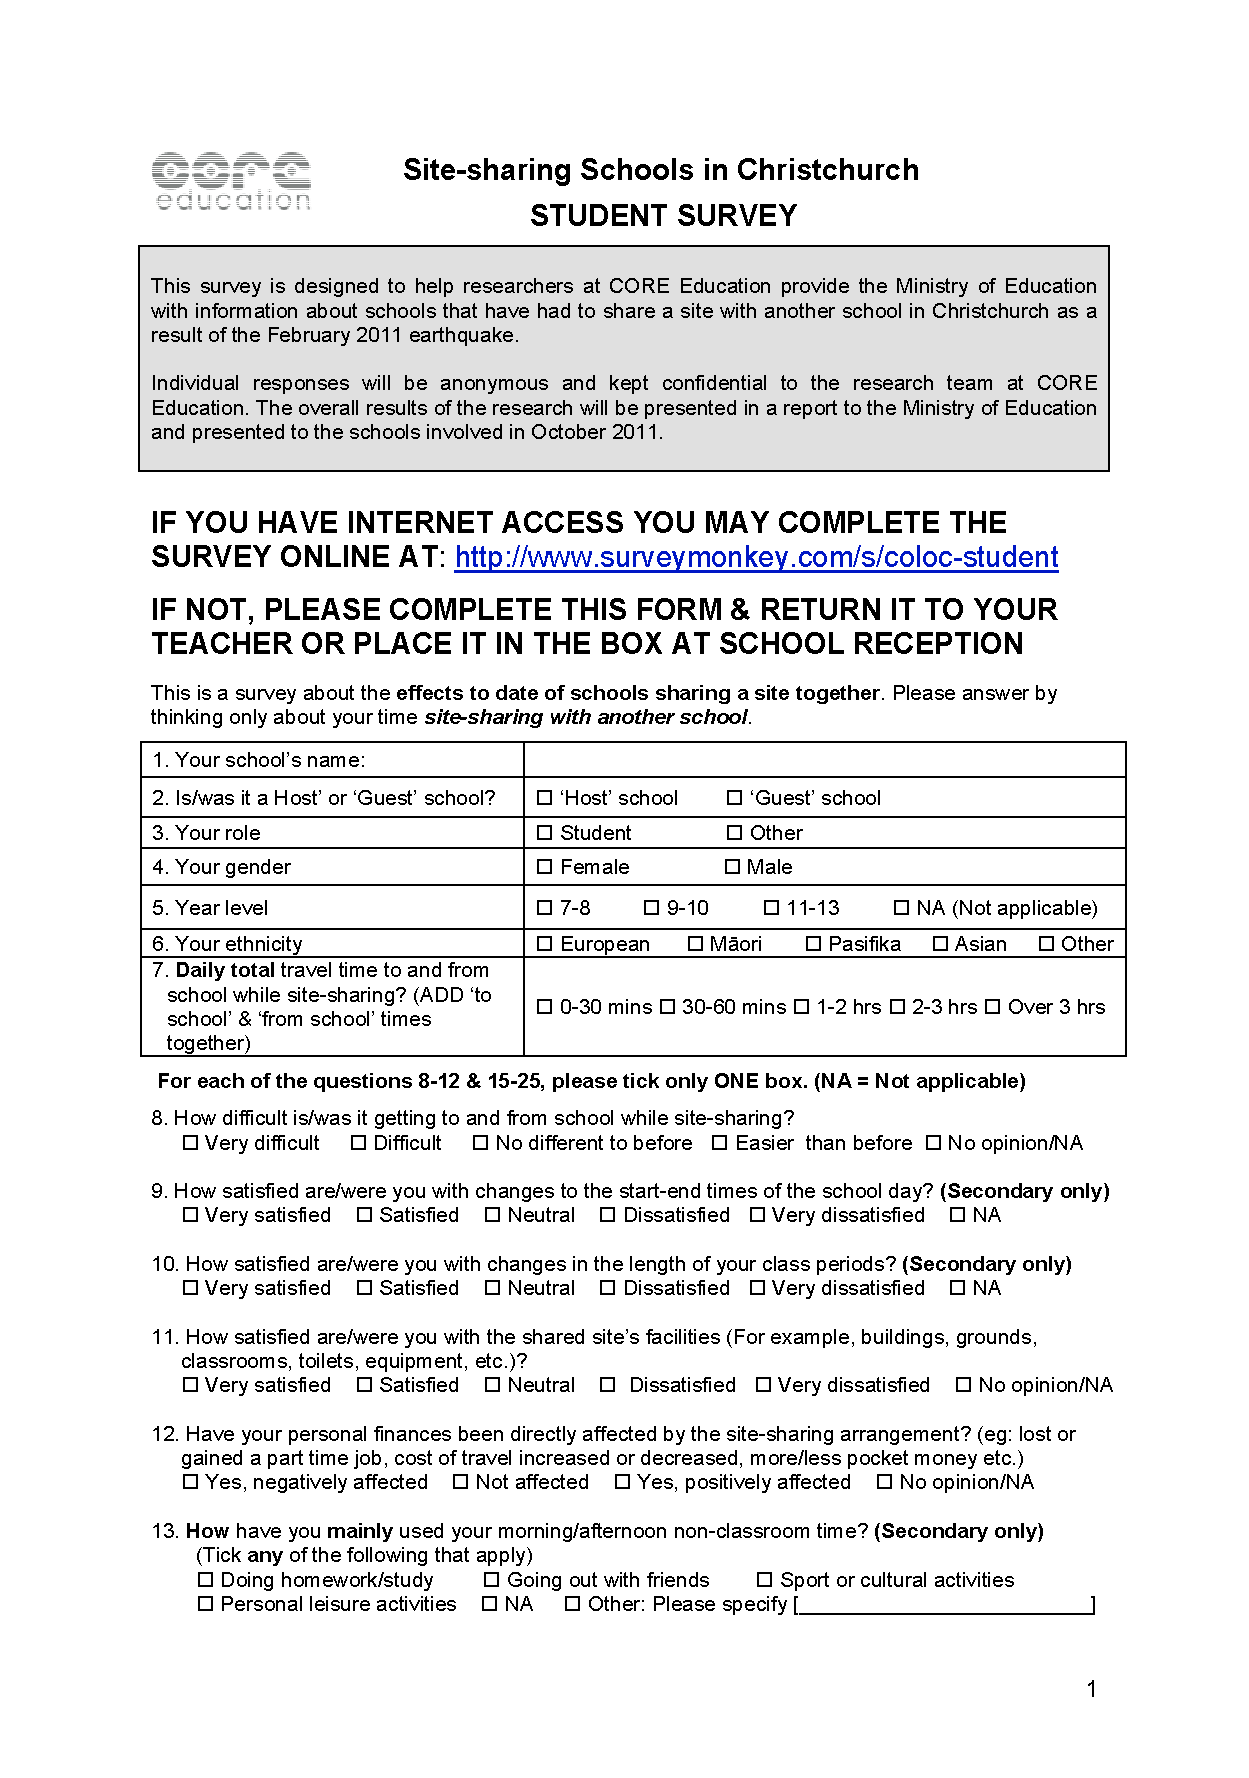 CORE
education
Site-sharing Schools in Christchurch
STUDENT SURVEY
This survey is designed to help researchers at CORE Education provide the Ministry of Education
with information about schools that have had to share a site with another school in Christchurch as a
result of the February 2011 earthquake.
Individual responses will be anonymous and kept confidential to the research team at CORE
Education. The overall results of the research will be presented in a report to the Ministry of Education
and presented to the schools involved in October 2011.
IF YOU HAVE INTERNET ACCESS YOU MAY COMPLETE THE
SURVEY ONLINE AT: http://www.surveymonkey.com/s/coloc-student
IF NOT, PLEASE COMPLETE THIS FORM & RETURN IT TO YOUR
TEACHER OR PLACE IT IN THE BOX AT SCHOOL RECEPTION
This is a survey about the effects to date of schools sharing a site together. Please answer by
thinking only about your time site-sharing with another school.
1. Your school’s name:
2. Is/was it a Host’ or ‘Guest’ school? ☐ ‘Host’ school ☐ ‘Guest’ school
3. Your role ☐ Student ☐ Other
4. Your gender ☐ Female ☐ Male
5. Year level ☐ 7-8 ☐ 9-10 ☐ 11-13 ☐ NA (Not applicable)
6. Your ethnicity ☐ European ☐ Māori ☐ Pasifika ☐ Asian ☐ Other
7. Daily total travel time to and from
school while site-sharing? (ADD ‘to
school’ & ‘from school’ times
together)
☐ 0-30 mins ☐ 30-60 mins ☐ 1-2 hrs ☐ 2-3 hrs ☐ Over 3 hrs
For each of the questions 8-12 & 15-25, please tick only ONE box. (NA = Not applicable)
8. How difficult is/was it getting to and from school while site-sharing?
☐ Very difficult ☐ Difficult ☐ No different to before ☐ Easier than before ☐ No opinion/NA
9. How satisfied are/were you with changes to the start-end times of the school day? (Secondary only)
☐ Very satisfied ☐ Satisfied ☐ Neutral ☐ Dissatisfied ☐ Very dissatisfied ☐ NA
10. How satisfied are/were you with changes in the length of your class periods? (Secondary only)
☐ Very satisfied ☐ Satisfied ☐ Neutral ☐ Dissatisfied ☐ Very dissatisfied ☐ NA
11. How satisfied are/were you with the shared site’s facilities (For example, buildings, grounds,
classrooms, toilets, equipment, etc.)?
☐ Very satisfied ☐ Satisfied ☐ Neutral ☐ Dissatisfied ☐ Very dissatisfied ☐ No opinion/NA
12. Have your personal finances been directly affected by the site-sharing arrangement? (eg: lost or
gained a part time job, cost of travel increased or decreased, more/less pocket money etc.)
☐ Yes, negatively affected ☐ Not affected ☐ Yes, positively affected ☐ No opinion/NA
13. How have you mainly used your morning/afternoon non-classroom time? (Secondary only)
(Tick any of the following that apply)
☐ Doing homework/study ☐ Going out with friends ☐ Sport or cultural activities
☐ Personal leisure activities ☐ NA ☐ Other: Please specify [__________________________]
1